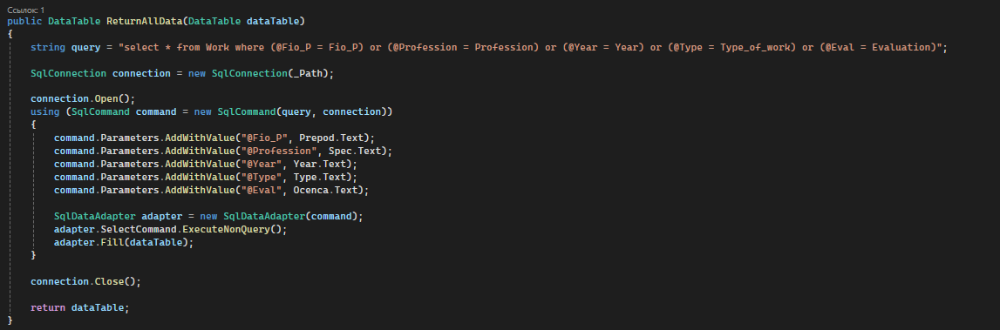 Ссылок: 1
public DataTable ReturnAllData(DataTable dataTable)
{
string query = "select * from Work where (@Fio_P = Fio_P) or (@Profession = Profession) or (@Year = Year) or (@Type = Type_of_work) or (@Eval = Evaluation)";
SqlConnection connection = new SqlConnection(_Path);
connection.Open();
using (SqlCommand command = new SqlCommand(query, connection))
{
command.Parameters.AddWithValue("@Fio_P", Prepod.Text);
command.Parameters.AddWithValue("@Profession", Spec.Text);
command.Parameters.AddWithValue("@Year", Year.Text);
command.Parameters.AddWithValue("@Type", Type.Text);
command.Parameters.AddWithValue("@Eval", Ocenca.Text);
SqlDataAdapter adapter = new SqlDataAdapter(command);
adapter.SelectCommand.ExecuteNonQuery();
adapter.Fill(dataTable);
}
connection.Close();
return dataTable;
}